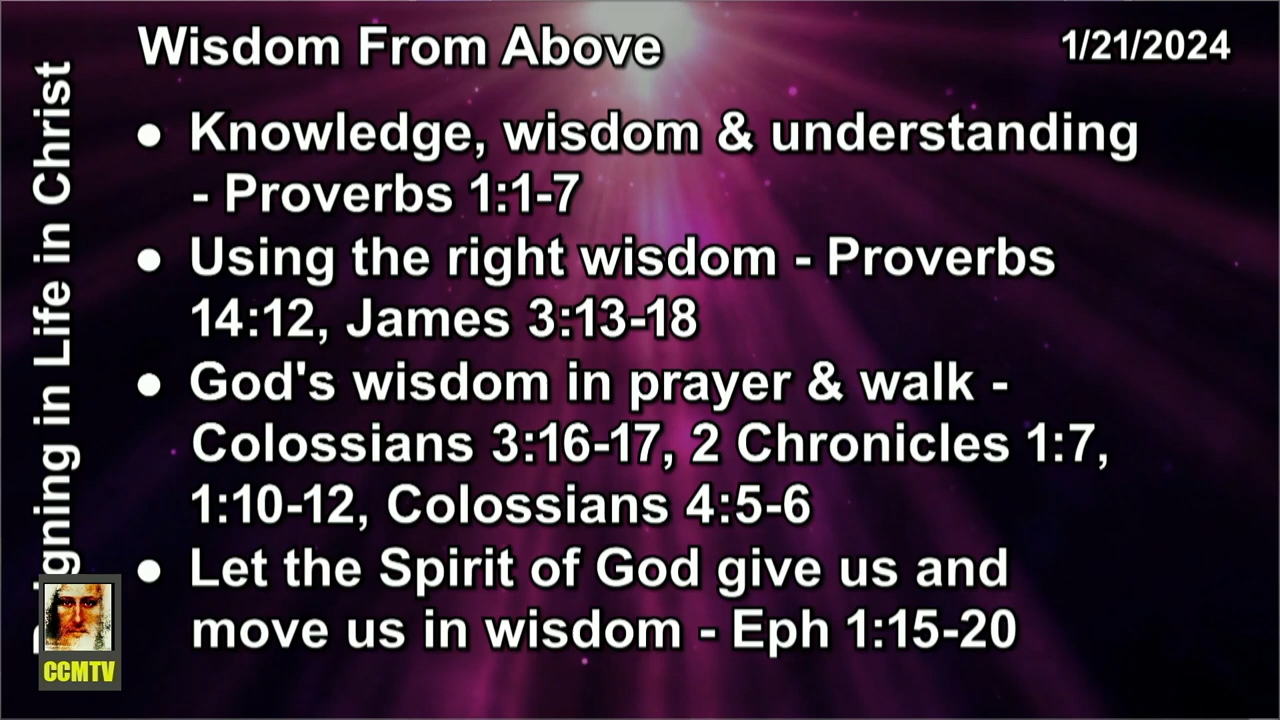 Wisdom From Above
1/21/2024
● Knowledge, wisdom & understanding
- Proverbs 1:1-7
● Using the right wisdom - Proverbs
14:12, James 3:13-18
● God's wisdom in prayer & walk -
Colossians 3:16-17, 2 Chronicles 1:7,
1:10-12, Colossians 4:5-6
● Let the Spirit of God give us and
move us in wisdom - Eph 1:15-20
in Life in Christ
CCMTV